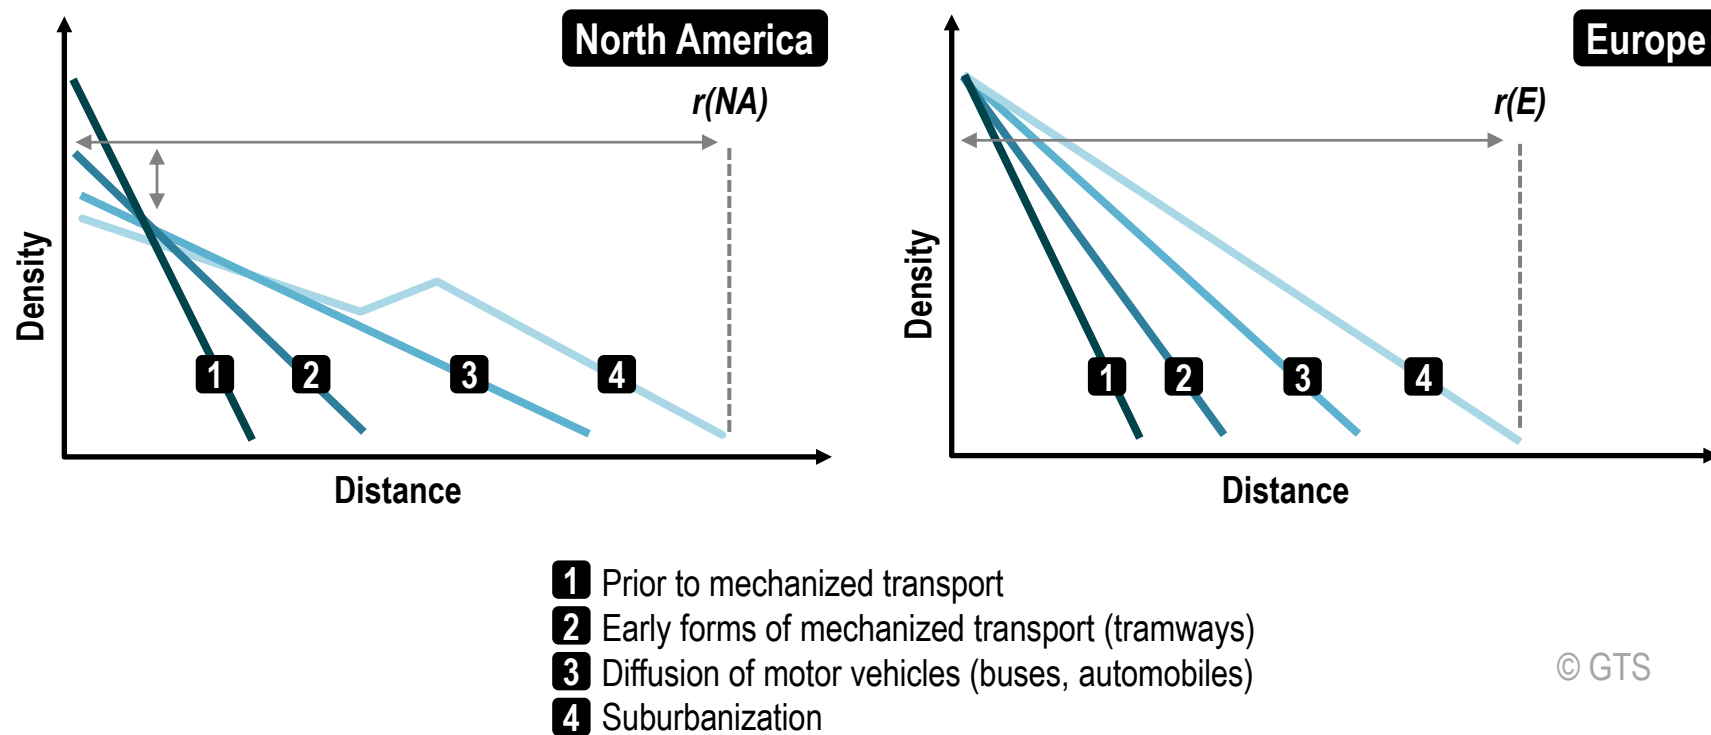 North America
Europe
r(NA)
r(E)
Density
Density
1
2
3
4
1
2
3
4
Distance
Distance
1 Prior to mechanized transport
2 Early forms of mechanized transport (tramways)
3 Diffusion of motor vehicles (buses, automobiles)
4 Suburbanization
© GTS